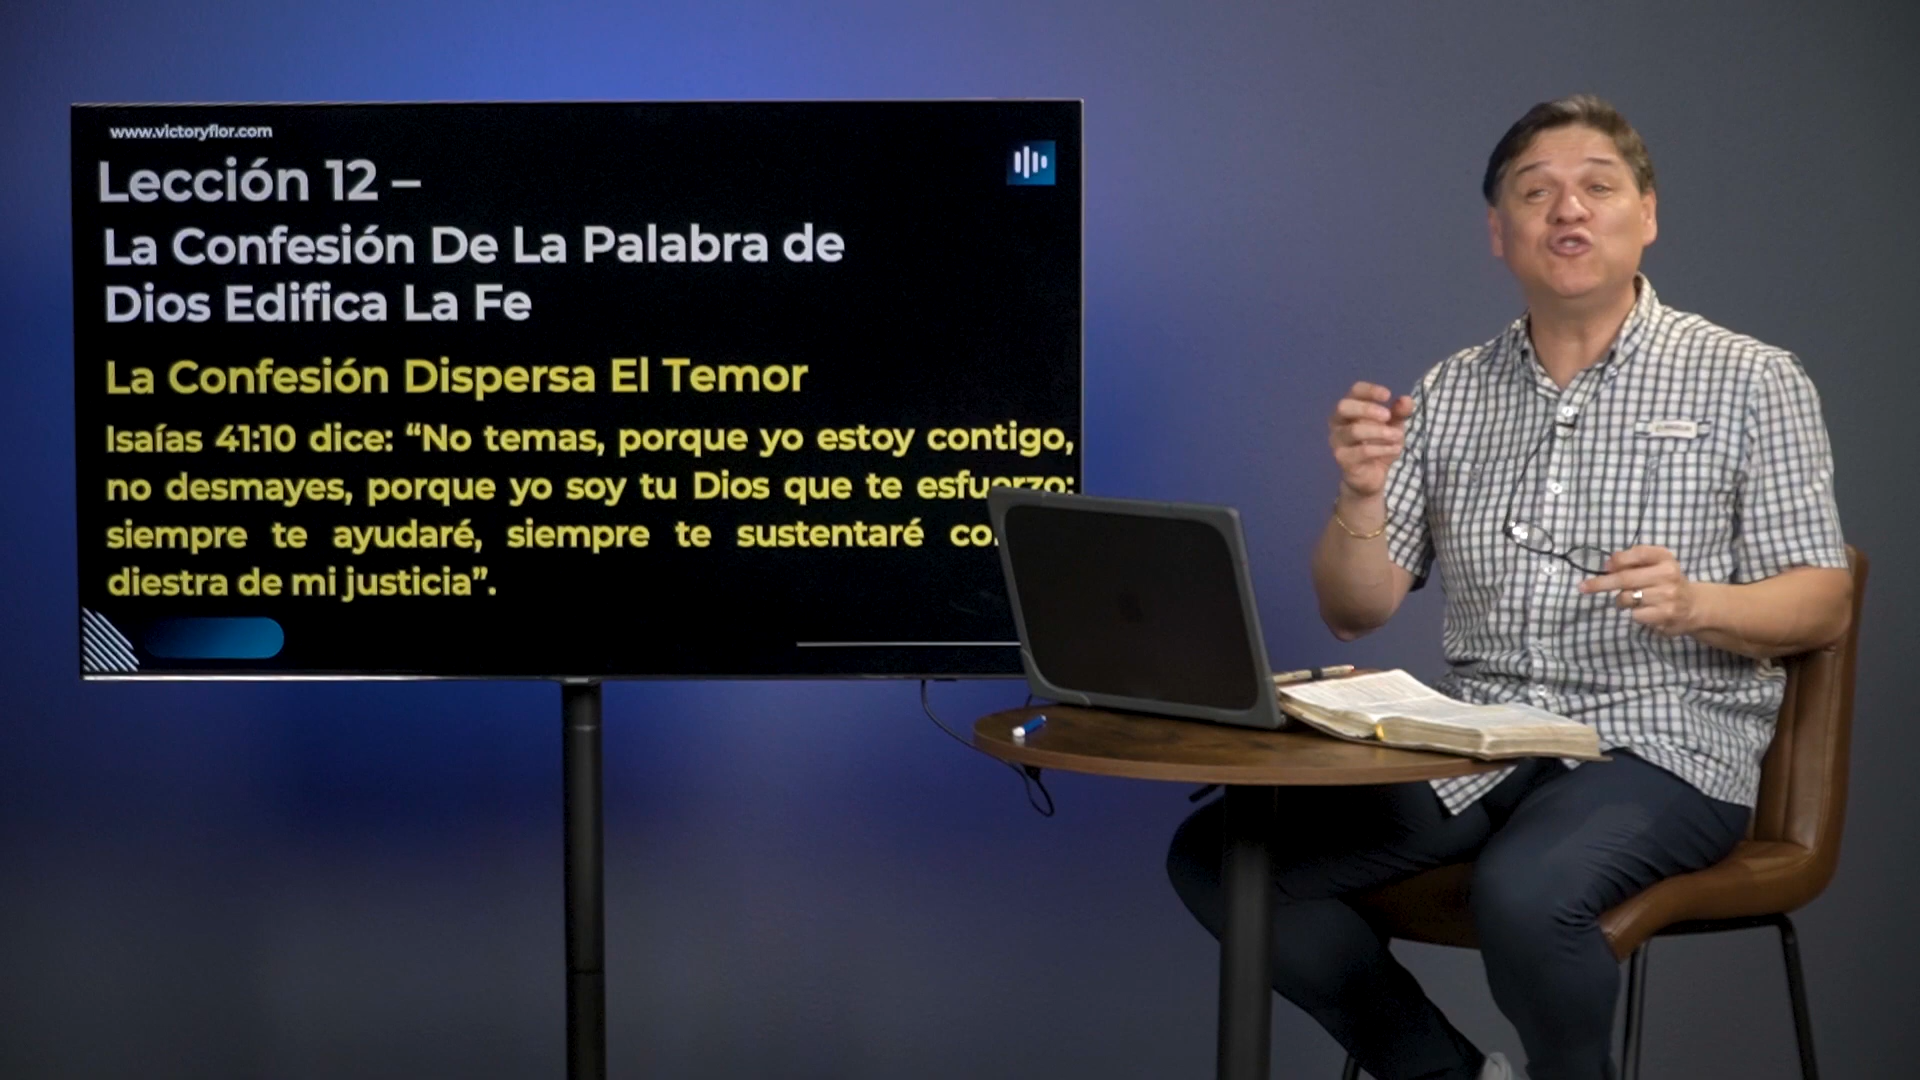 www.victoryflor.com
Lección 12 –
La Confesión De La Palabra de
Dios Edifica La Fe
La Confesión Dispersa El Temor
Isaías 41:10 dice: “No temas, porque yo estoy contigo,
no desmayes, porque yo soy tu Dios que te esfuerzo;
siempre te ayudaré, siempre te sustentaré
diestra de mi justicia”.